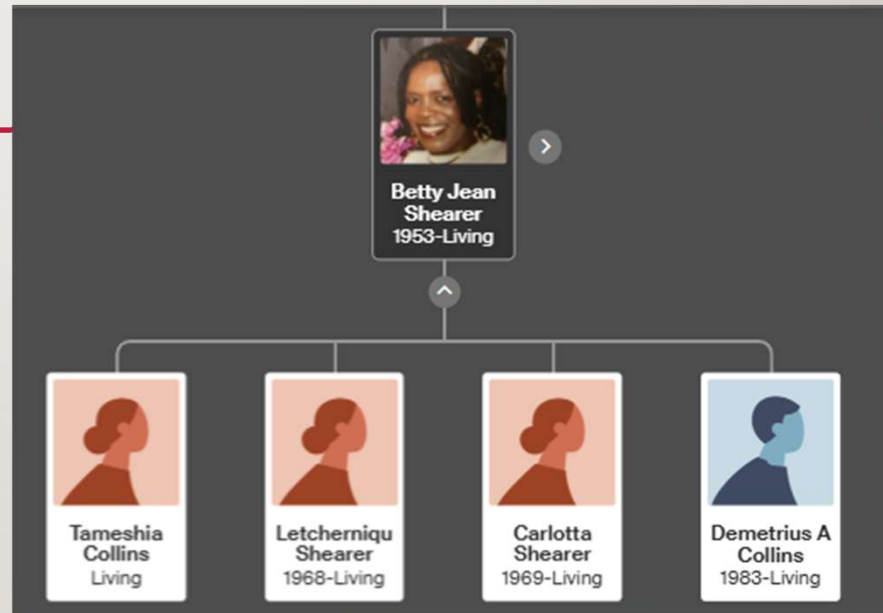 Betty Jean
Shearer
1953-Living
Tameshia
Collins
Living
Letcherniqu
Shearer
1968-Living
Carlotta
Shearer
1969-Living
Demetrius A
Collins
1983-Living